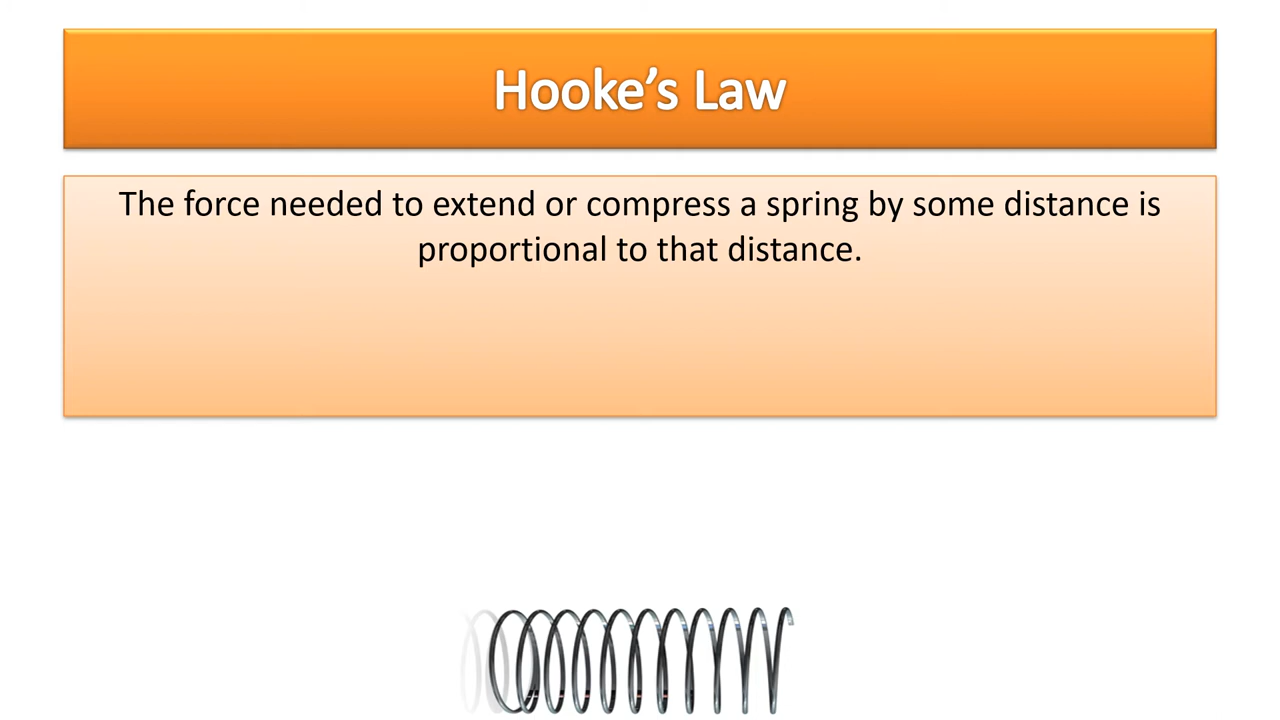 Hooke’s Law
The force needed to extend or compress a spring by some distance is
proportional to that distance.